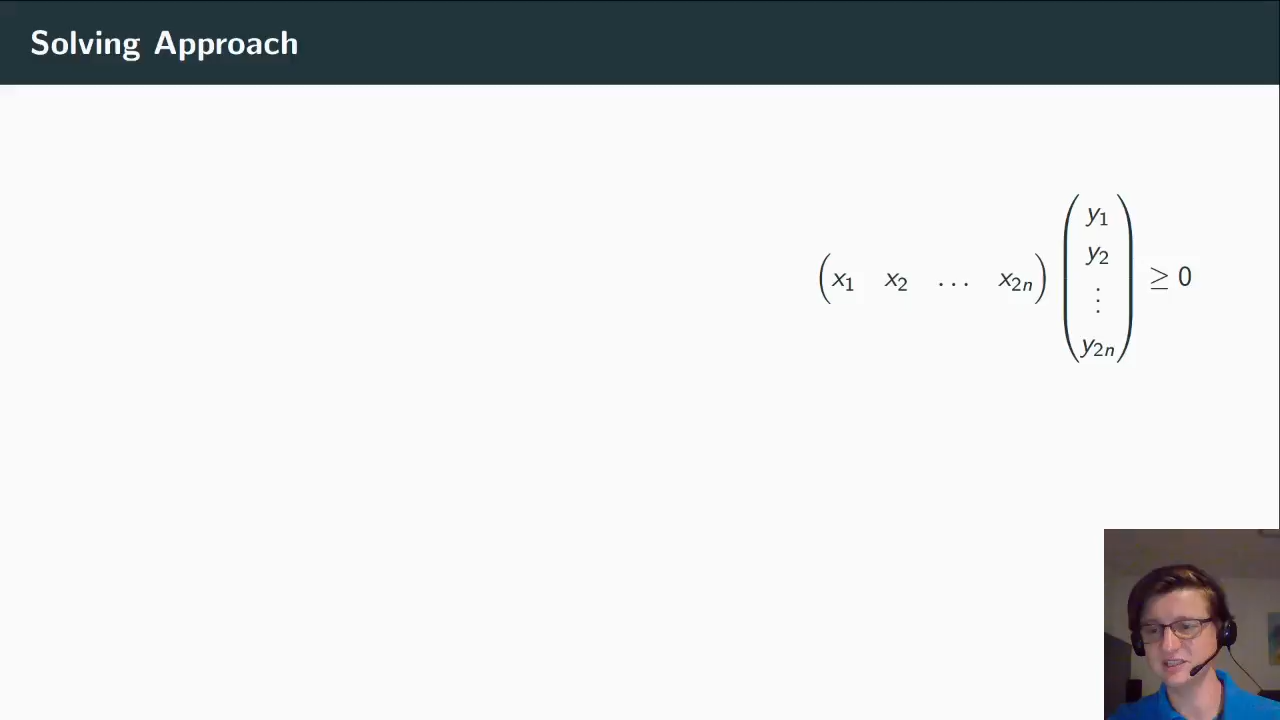 Solving Approach
(x₁ x₂ … x₂ₙ) (y₁ y₂ ⋮ y₂ₙ) ≥ 0